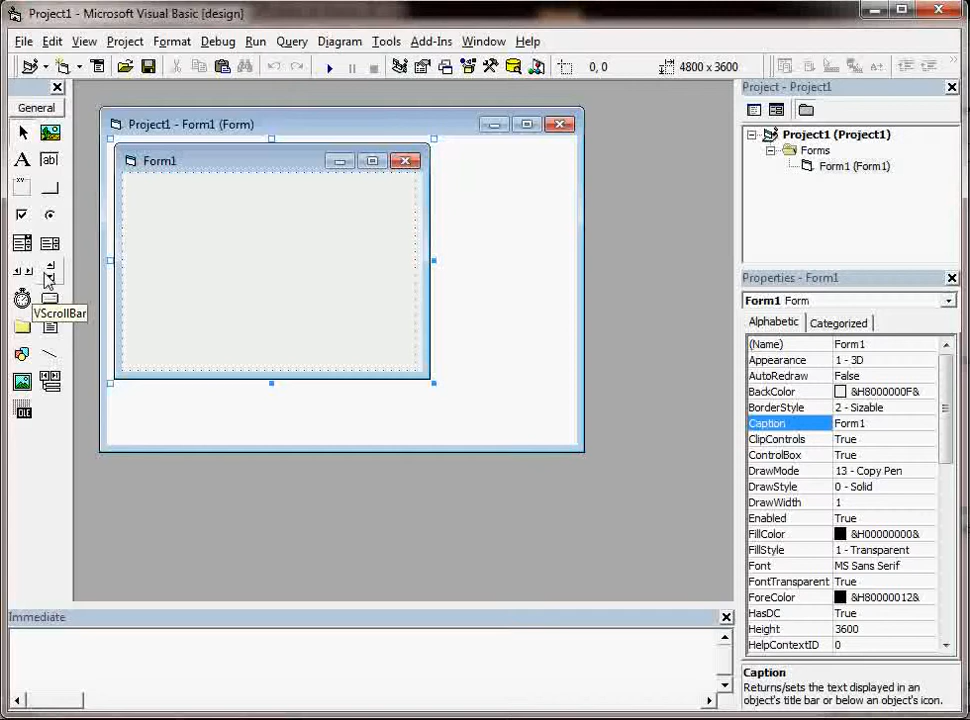 Project1 - Microsoft Visual Basic [design]
File Edit View Project Format Debug Run Query Diagram Tools Add-Ins Window Help
0, 0
4800 x 3600
General
A
ab
xv
VScrollBar
OLE
Project1 - Form1 (Form)
Form1
Project - Project1
Project1 (Project1)
Forms
Form1 (Form1)
Properties - Form1
Form1 Form
Alphabetic Categorized
(Name) Form1
Appearance 1 - 3D
AutoRedraw False
BackColor &H8000000F&
BorderStyle 2 - Sizable
Caption Form1
ClipControls True
ControlBox True
DrawMode 13 - Copy Pen
DrawStyle 0 - Solid
DrawWidth 1
Enabled True
FillColor &H00000000&
FillStyle 1 - Transparent
Font MS Sans Serif
FontTransparent True
ForeColor &H80000012&
HasDC True
Height 3600
HelpContextID 0
Caption
Returns/sets the text displayed in an
object's title bar or below an object's icon.
Immediate